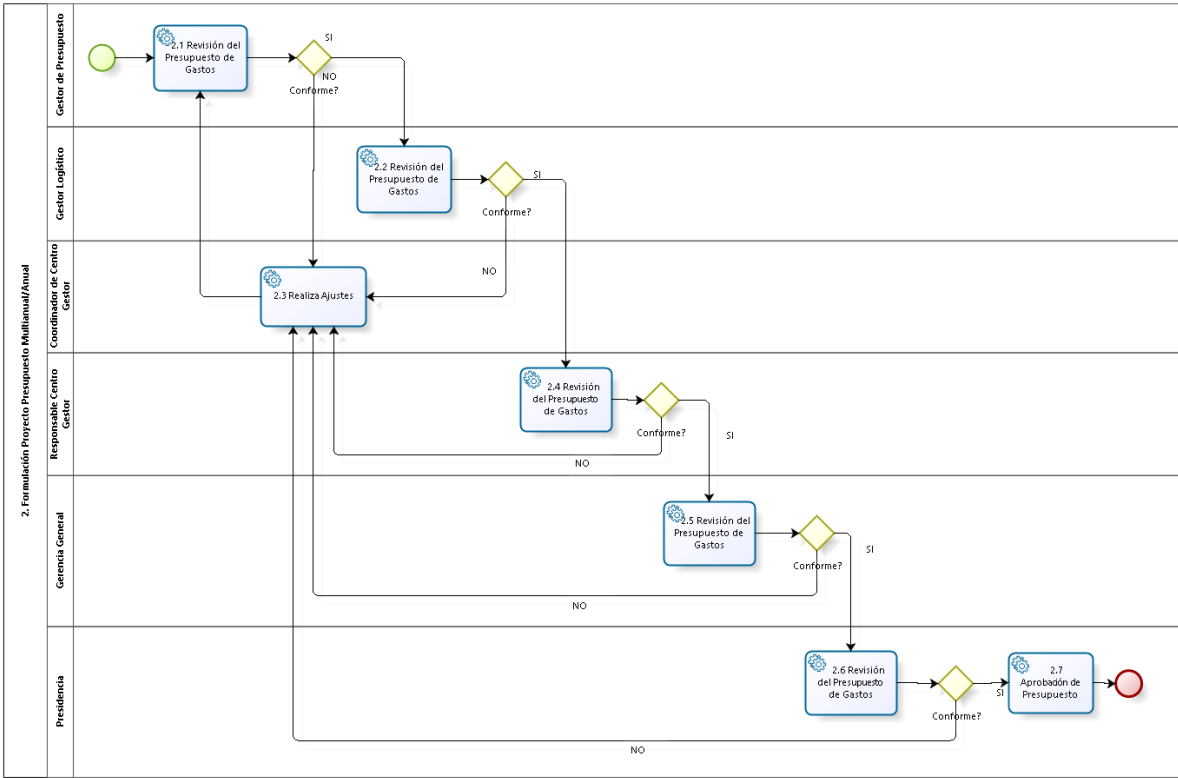 2. Formulación Proyecto Presupuesto Multianual/Anual
Gestor de Presupuesto
2.1 Revisión del
Presupuesto de
Gastos
SI
NO
Conforme?
Gestor Logístico
2.2 Revisión del
Presupuesto de
Gastos
SI
Conforme?
NO
Coordinador de Centro
Gestor
2.3 Realiza Ajustes
Responsable Centro
Gestor
2.4 Revisión
del Presupuesto
de Gastos
Conforme?
SI
NO
Gerencia General
2.5 Revisión del
Presupuesto de
Gastos
Conforme?
SI
NO
Presidencia
2.6 Revisión
del Presupuesto
de Gastos
Conforme?
SI
2.7
Aprobadón de
Presupuesto
NO